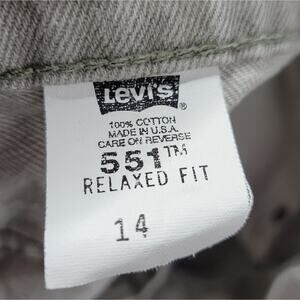 Levi's ®
100% COTTON
MADE IN U.S.A.
CARE ON REVERSE
551™
RELAXED FIT
14